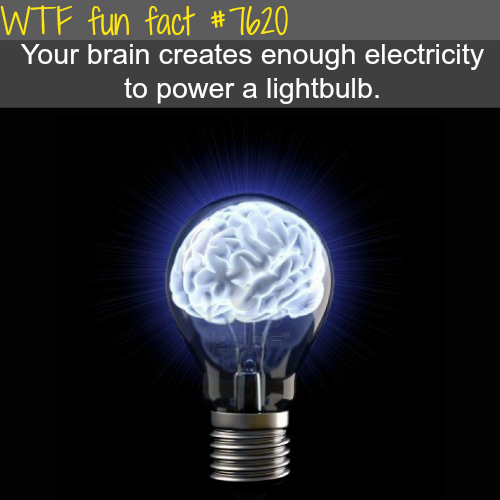 WTF fun fact #7620
Your brain creates enough electricity
to power a lightbulb.